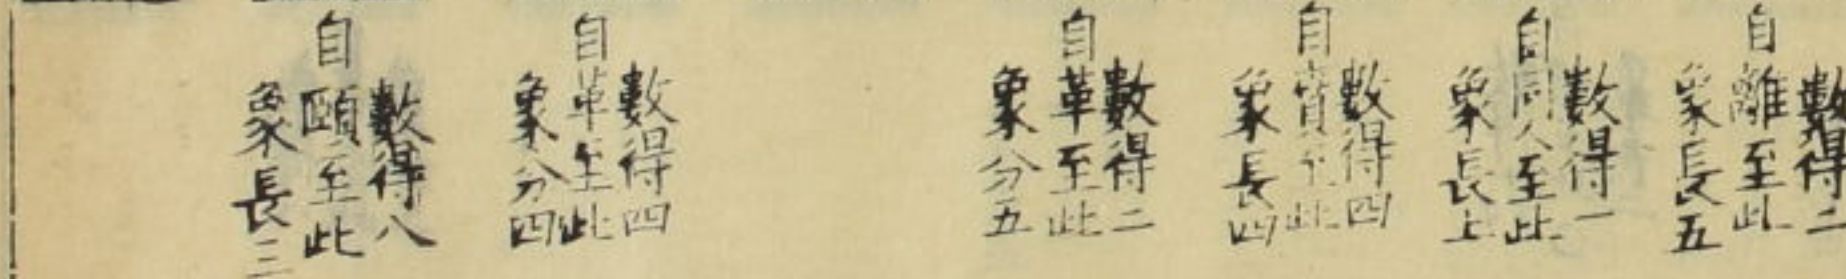 數得二
自離至此
象長五
數得一
自同人至此
象長上
數得四
自賁至此
象長四
數得二
自革至此
象分五
數得四
自革至此
象分四
數得八
自頤至此
象長三